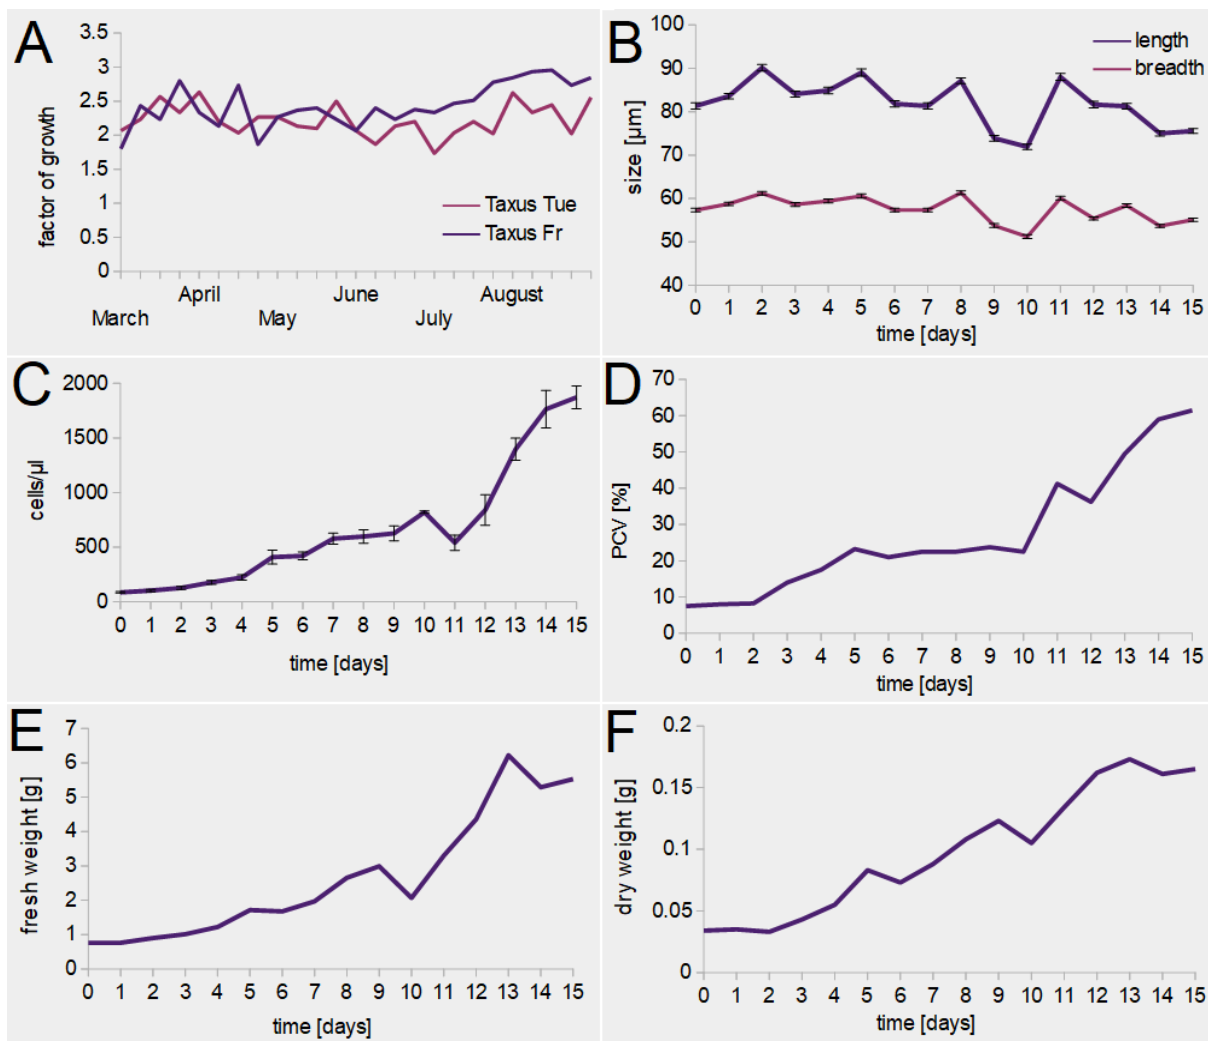 A
3.5
3
2.5
2
1.5
1
0.5
0
factor of growth
Taxus Tue
Taxus Fr
April
June
August
March
May
July
B
100
90
80
70
60
50
40
size [µm]
length
breadth
0 1 2 3 4 5 6 7 8 9 10 11 12 13 14 15
time [days]
C
2000
1500
1000
500
0
cells/µl
0 1 2 3 4 5 6 7 8 9 10 11 12 13 14 15
time [days]
D
70
60
50
40
30
20
10
0
PCV [%]
0 1 2 3 4 5 6 7 8 9 10 11 12 13 14 15
time [days]
E
7
6
5
4
3
2
1
0
fresh weight [g]
0 1 2 3 4 5 6 7 8 9 10 11 12 13 14 15
time [days]
F
0.2
0.15
0.1
0.05
0
dry weight [g]
0 1 2 3 4 5 6 7 8 9 10 11 12 13 14 15
time [days]